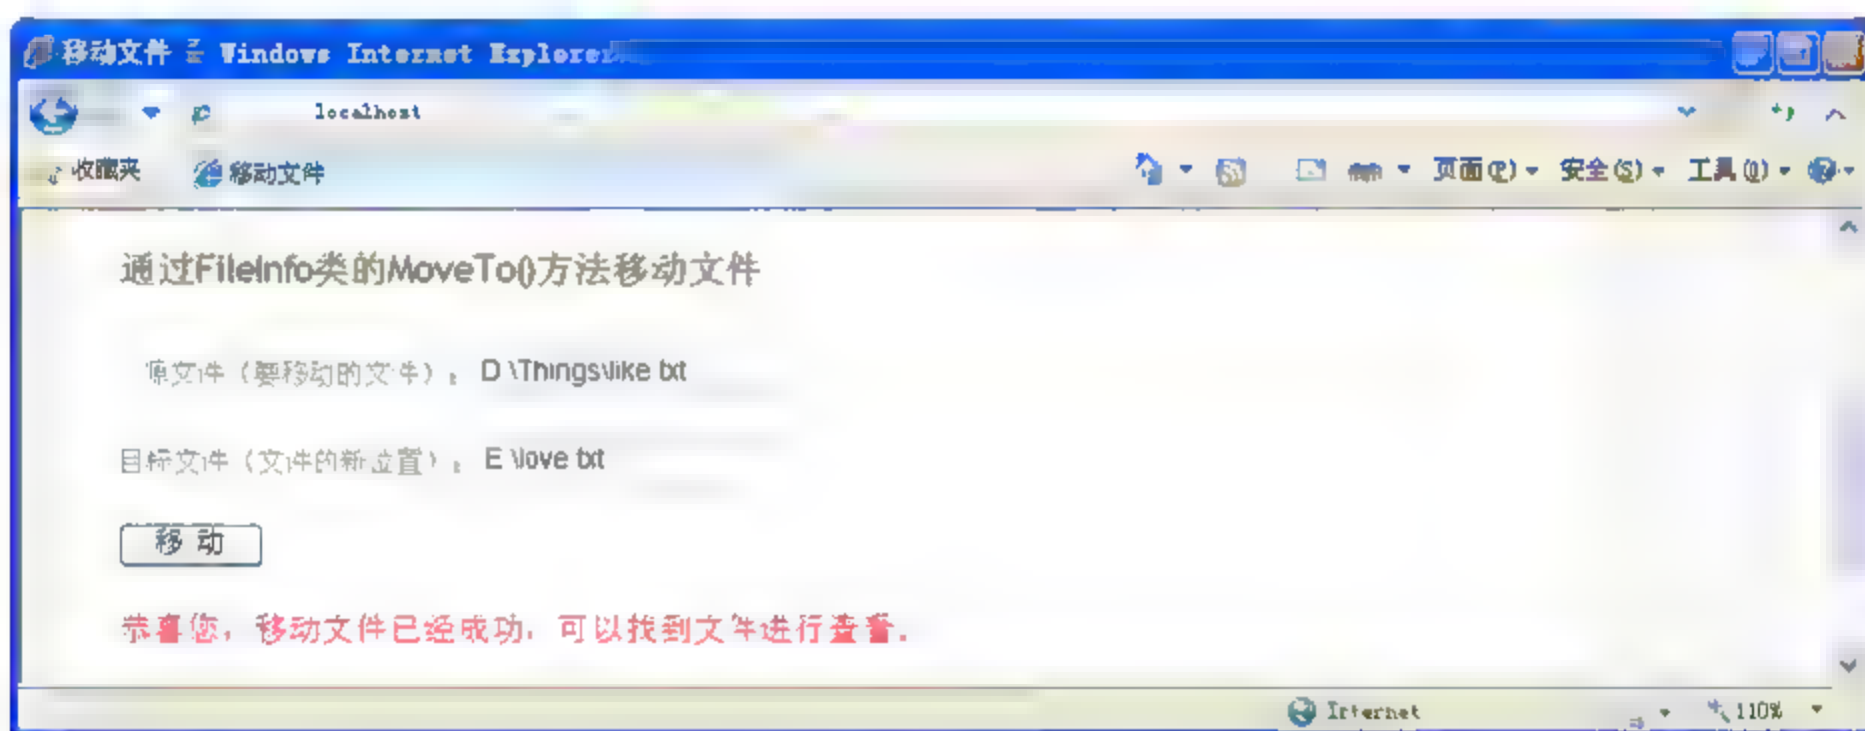 移动文件 - Windows Internet Explorer
localhost
收藏夹 移动文件 页面(P) 安全(S) 工具(O)
通过FileInfo类的MoveTo()方法移动文件
原文件（要移动的文件）： D:\Things\like.txt
目标文件（文件的新位置）： E:\love.txt
移 动
恭喜您，移动文件已经成功，可以找到文件进行查看.
Internet 110%